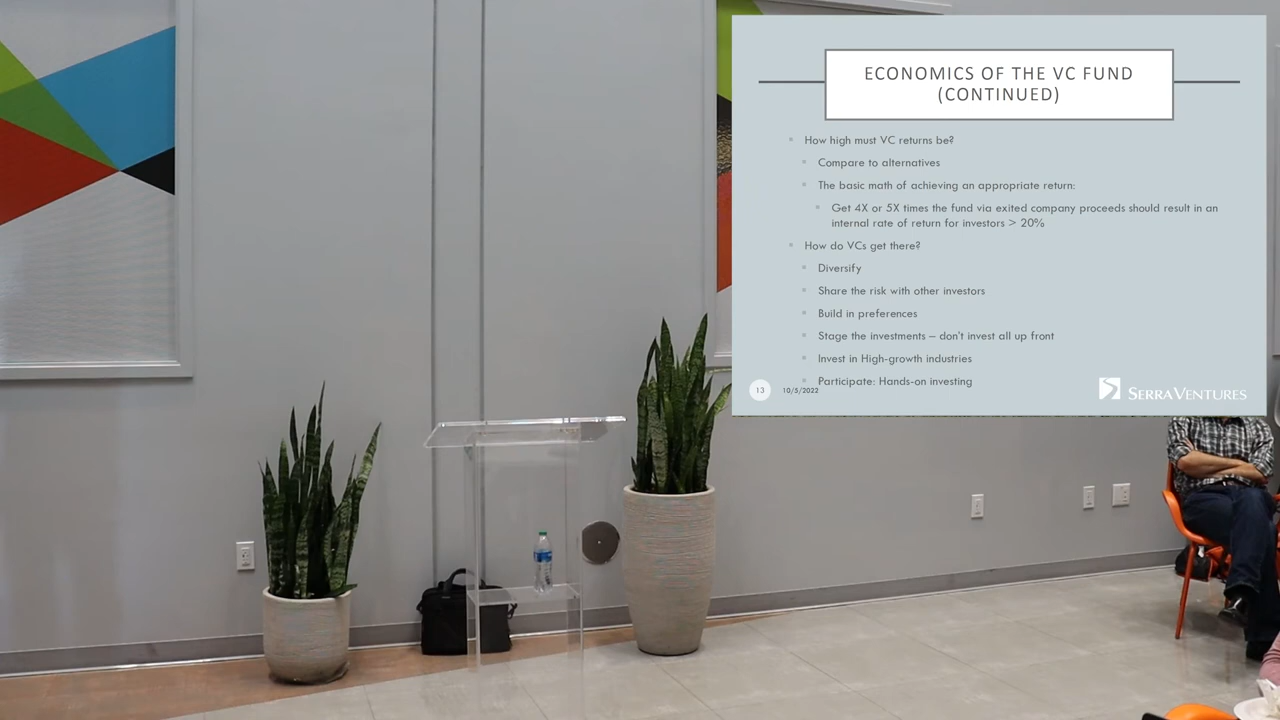 ECONOMICS OF THE VC FUND
(CONTINUED)
How high must VC returns be?
Compare to alternatives
The basic math of achieving an appropriate return:
Get 4X or 5X times the fund via exited company proceeds should result in an
internal rate of return for investors > 20%
How do VCs get there?
Diversify
Share the risk with other investors
Build in preferences
Stage the investments – don't invest all up front
Invest in High-growth industries
Participate: Hands-on investing
13 10/5/2022
SERRAVENTURES